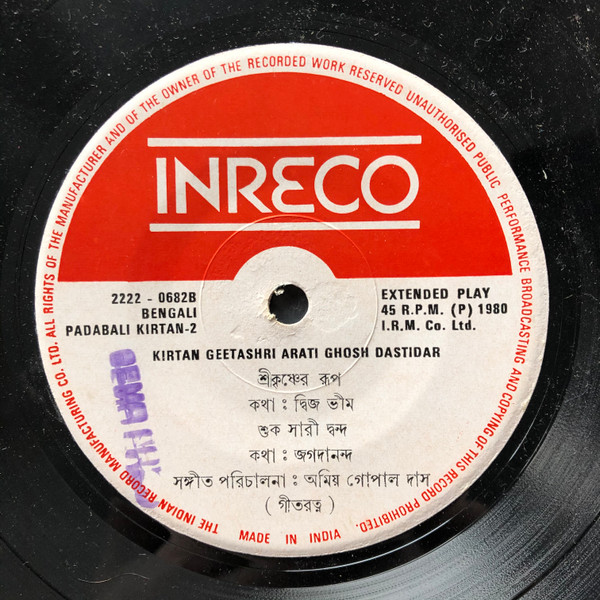 ALL RIGHTS OF THE MANUFACTURER AND OF THE OWNER OF THE RECORDED WORK RESERVED UNAUTHORISED PUBLIC PERFORMANCE BROADCASTING AND COPYING OF THIS RECORD PROHIBITED.
INRECO
2222 - 0682B
BENGALI
PADABALI KIRTAN-2
EXTENDED PLAY
45 R.P.M. (P) 1980
I.R.M. Co. Ltd.
KIRTAN GEETASHRI ARATI GHOSH DASTIDAR
শ্রীকৃষ্ণের রূপ
কথা : দ্বিজ ভীম
শুক সারী দ্বন্দ
কথা : জগদানন্দ
সঙ্গীত পরিচালনা : অমিয় গোপাল দাস
( গীতরত্ন )
THE INDIAN RECORD MANUFACTURING CO. LTD.
MADE IN INDIA